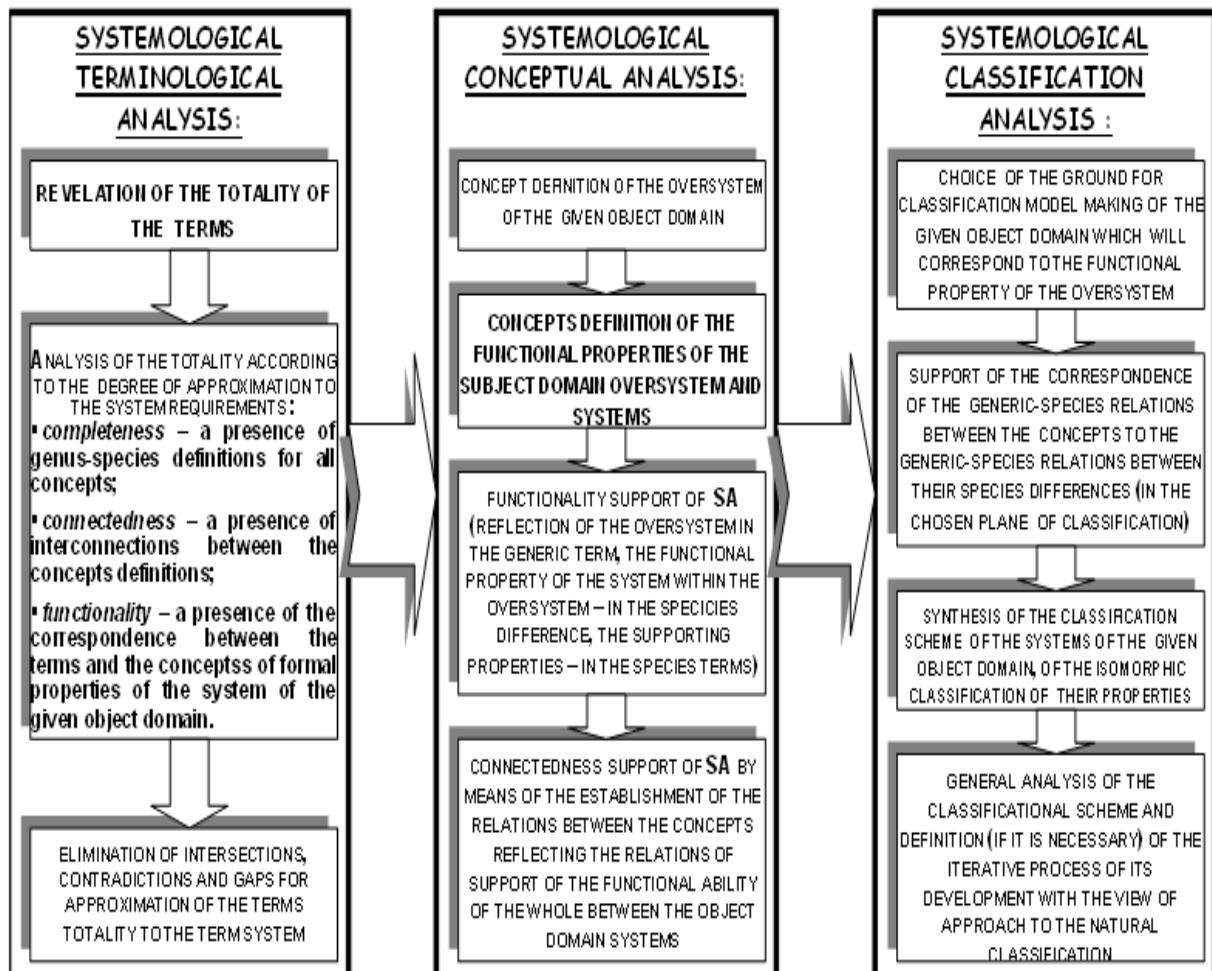 SYSTEMOLOGICAL
TERMINOLOGICAL
ANALYSIS:
REVELATION OF THE TOTALITY OF
THE TERMS
ANALYSIS OF THE TOTALITY ACCORDING
TO THE DEGREE OF APPROXIMATION TO
THE SYSTEM REQUIREMENTS:
▪ completeness – a presence of
genus-species definitions for all
concepts;
▪ connectedness – a presence of
interconnections between the
concepts definitions;
▪ functionality – a presence of the
correspondence between the
terms and the conceptss of formal
properties of the system of the
given object domain.
ELIMINATION OF INTERSECTIONS,
CONTRADICTIONS AND GAPS FOR
APPROXIMATION OF THE TERMS
TOTALITY TO THE TERM SYSTEM
SYSTEMOLOGICAL
CONCEPTUAL ANALYSIS:
CONCEPT DEFINITION OF THE OVERSYSTEM
OF THE GIVEN OBJECT DOMAIN
CONCEPTS DEFINITION OF THE
FUNCTIONAL PROPERTIES OF THE
SUBJECT DOMAIN OVERSYSTEM AND
SYSTEMS
FUNCTIONALITY SUPPORT OF SA
(REFLECTION OF THE OVERSYSTEM IN
THE GENERIC TERM, THE FUNCTIONAL
PROPERTY OF THE SYSTEM WITHIN THE
OVERSYSTEM – IN THE SPECICIES
DIFFERENCE, THE SUPPORTING
PROPERTIES – IN THE SPECIES TERMS)
CONNECTEDNESS SUPPORT OF SA BY
MEANS OF THE ESTABLISHMENT OF THE
RELATIONS BETWEEN THE CONCEPTS
REFLECTING THE RELATIONS OF
SUPPORT OF THE FUNCTIONAL ABILITY
OF THE WHOLE BETWEEN THE OBJECT
DOMAIN SYSTEMS
SYSTEMOLOGICAL
CLASSIFICATION
ANALYSIS :
CHOICE OF THE GROUND FOR
CLASSIFICATION MODEL MAKING OF THE
GIVEN OBJECT DOMAIN WHICH WILL
CORRESPOND TO THE FUNCTIONAL
PROPERTY OF THE OVERSYSTEM
SUPPORT OF THE CORRESPONDENCE
OF THE GENERIC-SPECIES RELATIONS
BETWEEN THE CONCEPTS TO THE
GENERIC-SPECIES RELATIONS BETWEEN
THEIR SPECIES DIFFERENCES (IN THE
CHOSEN PLANE OF CLASSIFICATION)
SYNTHESIS OF THE CLASSIFICATION
SCHEME OF THE SYSTEMS OF THE GIVEN
OBJECT DOMAIN, OF THE ISOMORPHIC
CLASSIFICATION OF THEIR PROPERTIES
GENERAL ANALYSIS OF THE
CLASSIFICATIONAL SCHEME AND
DEFINITION (IF IT IS NECESSARY) OF THE
ITERATIVE PROCESS OF ITS
DEVELOPMENT WITH THE VIEW OF
APPROACH TO THE NATURAL
CLASSIFICATION